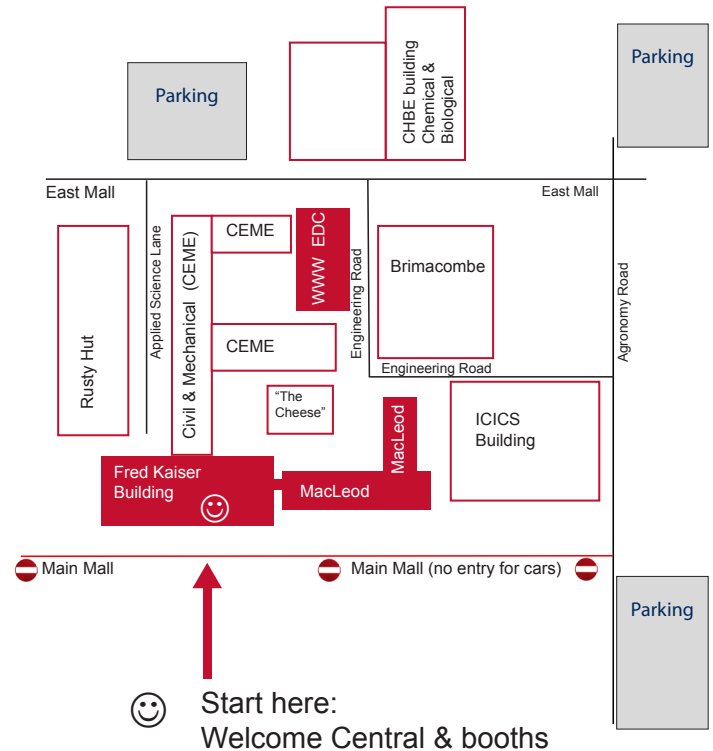 Parking
CHBE building
Chemical &
Biological
Parking
East Mall
East Mall
Rusty Hut
Applied Science Lane
Civil & Mechanical (CEME)
CEME
WWW EDC
Engineering Road
Brimacombe
Agronomy Road
CEME
Engineering Road
"The
Cheese"
MacLeod
ICICS
Building
Fred Kaiser
Building
MacLeod
Main Mall
Main Mall (no entry for cars)
Parking
Start here:
Welcome Central & booths